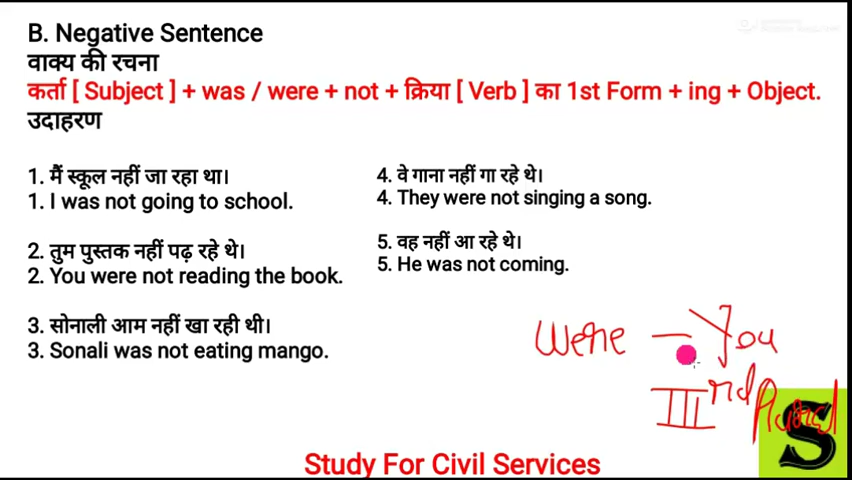 B. Negative Sentence
वाक्य की रचना
कर्ता [ Subject ] + was / were + not + क्रिया [ Verb ] का 1st Form + ing + Object.
उदाहरण
1. मैं स्कूल नहीं जा रहा था।
1. I was not going to school.
2. तुम पुस्तक नहीं पढ़ रहे थे।
2. You were not reading the book.
3. सोनाली आम नहीं खा रही थी।
3. Sonali was not eating mango.
4. वे गाना नहीं गा रहे थे।
4. They were not singing a song.
5. वह नहीं आ रहे थे।
5. He was not coming.
Were - You
III rd
S
Study For Civil Services